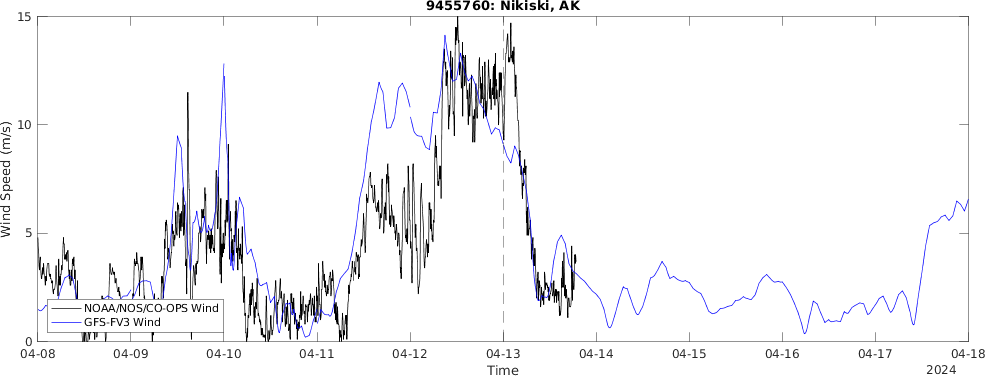 9455760: Nikiski, AK
15
10
5
0
Wind Speed (m/s)
NOAA/NOS/CO-OPS Wind
GFS-FV3 Wind
04-08 04-09 04-10 04-11 04-12 04-13 04-14 04-15 04-16 04-17 04-18
Time
2024